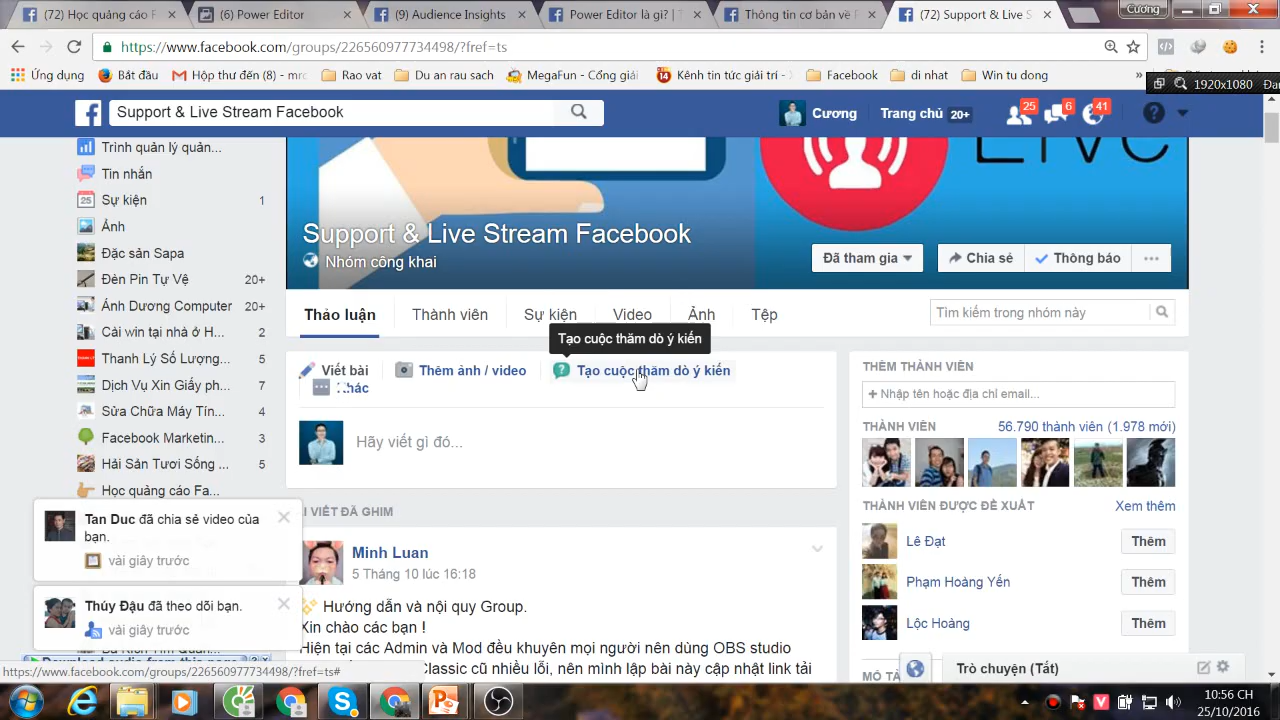 (72) Học quảng cáo F
(6) Power Editor
(9) Audience Insights
Power Editor là gì? | T
Thông tin cơ bản về F
(72) Support & Live S
Cương
https://www.facebook.com/groups/226560977734498/?fref=ts
Ứng dụng
Bắt đầu
Hộp thư đến (8) - mrc
Rao vat
Du an rau sach
MegaFun - Cổng giải
Kênh tin tức giải trí -
Facebook
di nhat
Win tu dong
»
1920x1080
Support & Live Stream Facebook
Cương
Trang chủ 20+
25
6
41
Trình quản lý quản...
Tin nhắn
Sự kiện 1
Ảnh
Đặc sản Sapa
Đèn Pin Tự Vệ 20+
Ánh Dương Computer 20+
Cài win tại nhà ở H... 2
Thanh Lý Số Lượng... 5
Dịch Vụ Xin Giấy ph... 7
Sửa Chữa Máy Tín... 4
Facebook Marketin... 3
Hải Sản Tươi Sống ... 5
Học quảng cáo Fa...
LIVE
Support & Live Stream Facebook
Nhóm công khai
Đã tham gia
Chia sẻ
Thông báo
...
Thảo luận
Thành viên
Sự kiện
Video
Ảnh
Tệp
Tìm kiếm trong nhóm này
Tạo cuộc thăm dò ý kiến
Viết bài
Thêm ảnh / video
Tạo cuộc thăm dò ý kiến
Khác
Hãy viết gì đó...
THÊM THÀNH VIÊN
+ Nhập tên hoặc địa chỉ email...
THÀNH VIÊN
56.790 thành viên (1.978 mới)
THÀNH VIÊN ĐƯỢC ĐỀ XUẤT
Xem thêm
Lê Đạt
Thêm
Phạm Hoàng Yến
Thêm
Lộc Hoàng
Thêm
VIẾT ĐÃ GHIM
Minh Luan
5 Tháng 10 lúc 16:18
Hướng dẫn và nội quy Group.
Xin chào các bạn !
Hiện tại các Admin và Mod đều khuyên mọi người nên dùng OBS studio
Classic cũ nhiều lỗi, nên mình lập bài này cập nhật link tải
Tan Duc đã chia sẻ video của
bạn.
vài giây trước
Thúy Đậu đã theo dõi bạn.
vài giây trước
Download audio from this page
https://www.facebook.com/groups/226560977734498/?fref=ts#
MÔ TẢ
Trò chuyện (Tắt)
10:56 CH
25/10/2016